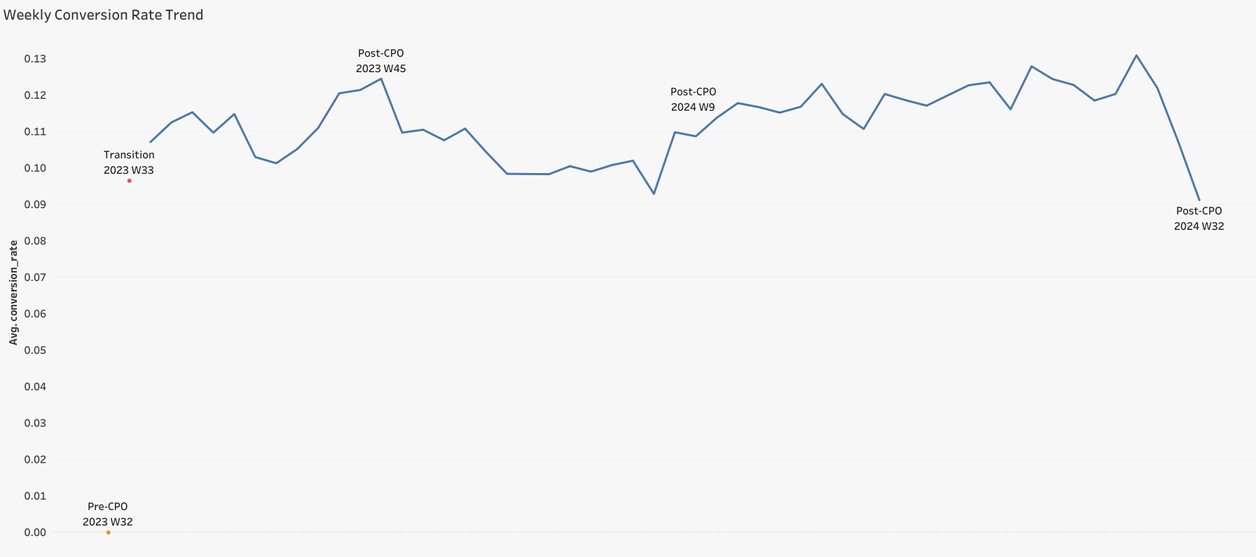 Weekly Conversion Rate Trend
Post-CPO
2023 W45
0.13
Post-CPO
2024 W9
0.12
0.11
Transition
2023 W33
0.10
0.09
Post-CPO
2024 W32
0.08
0.07
0.06
0.05
0.04
0.03
0.02
0.01
Pre-CPO
2023 W32
0.00
Avg. conversion_rate